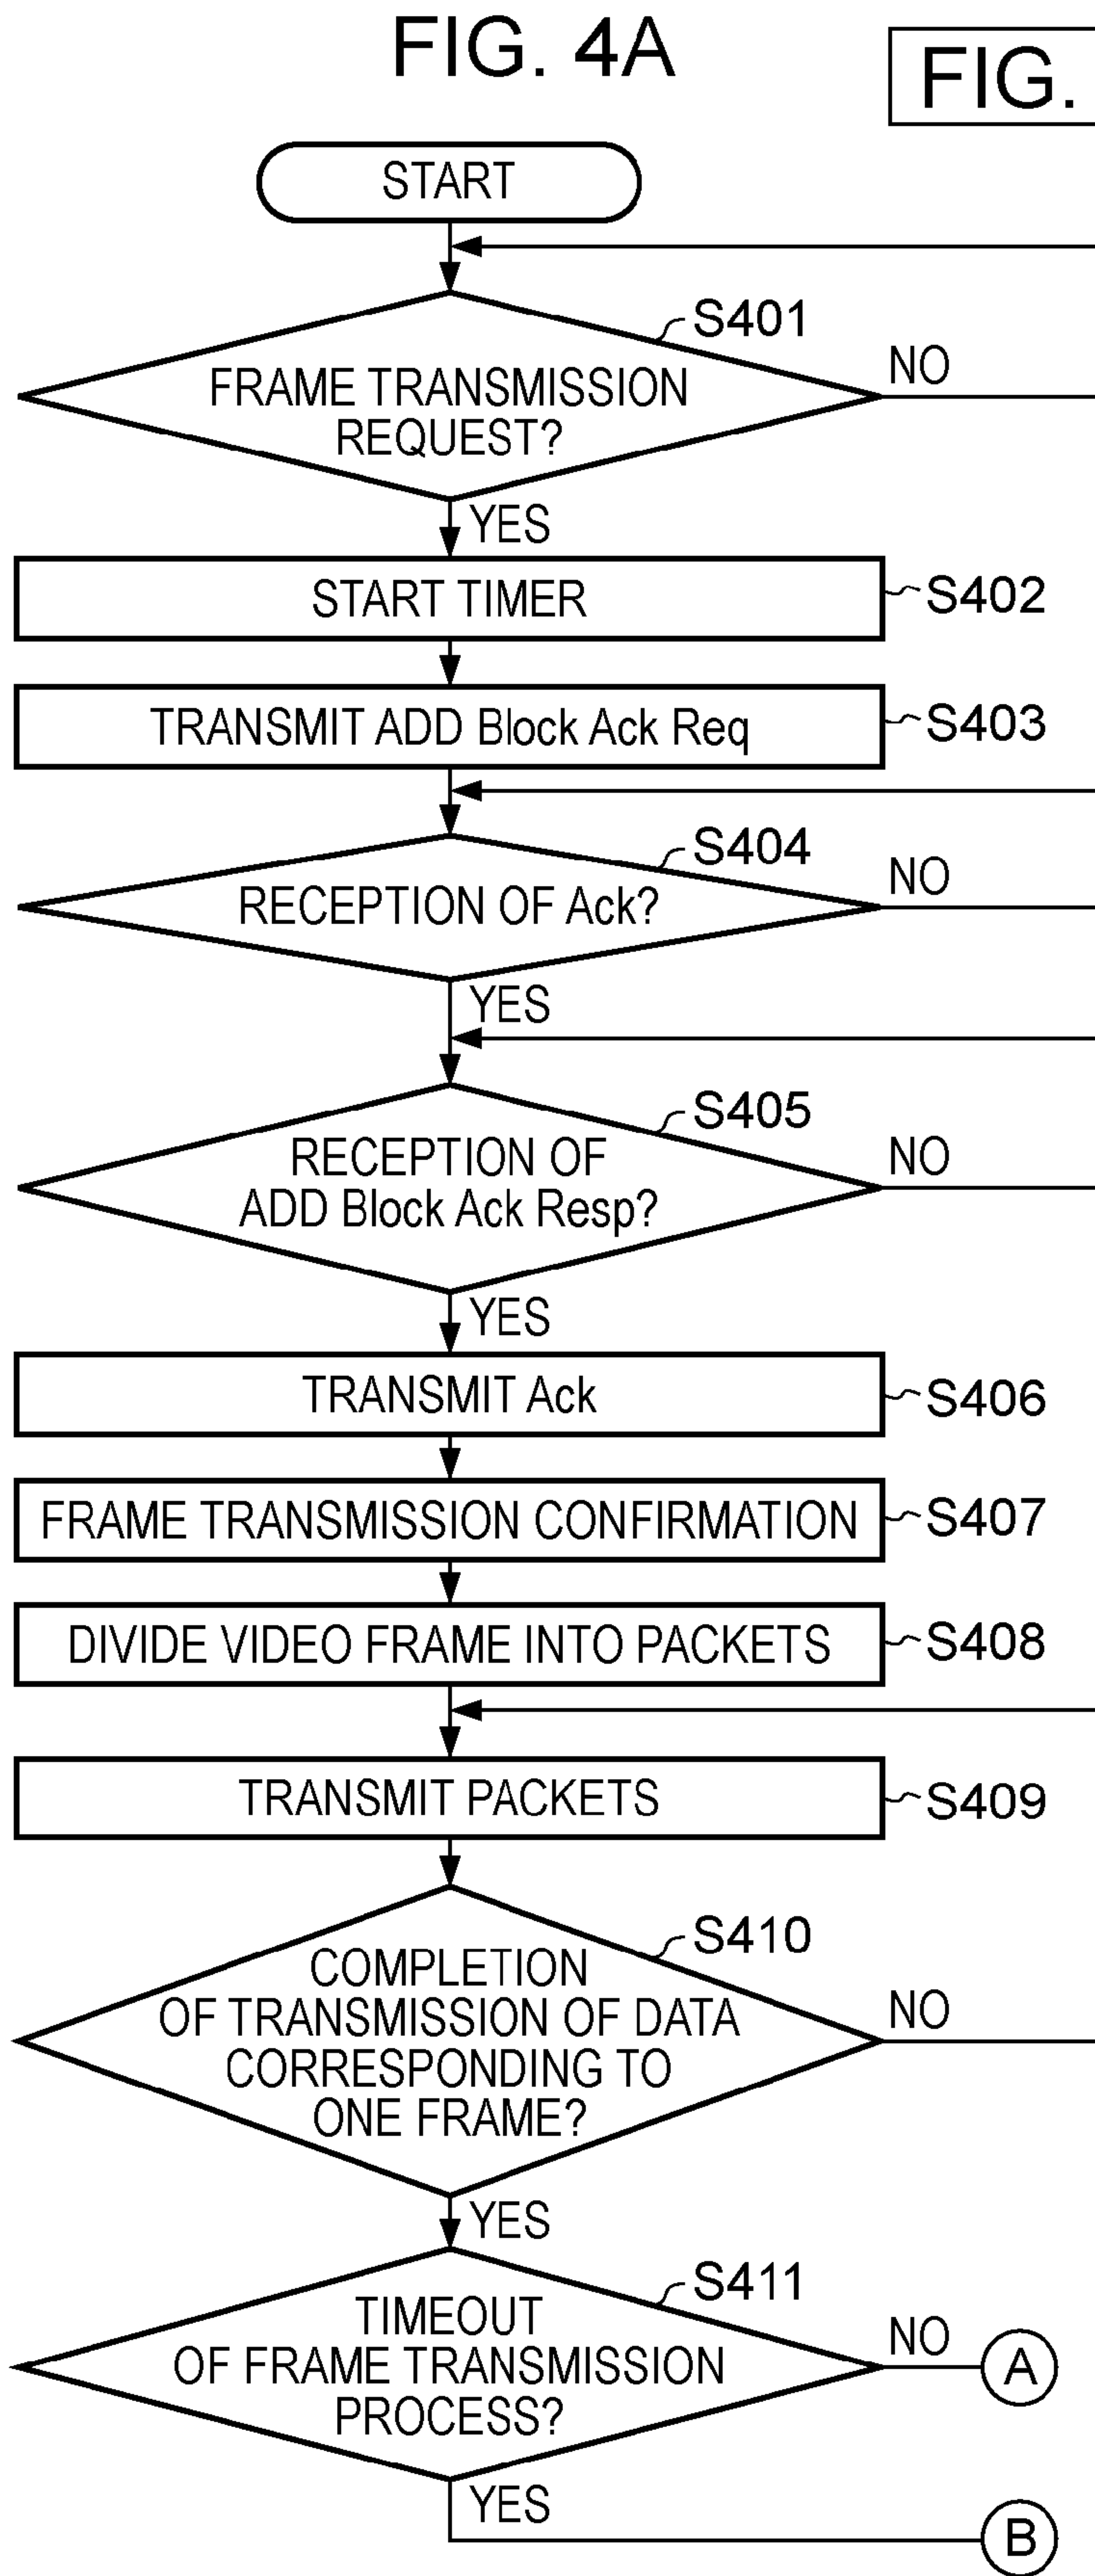 FIG. 4A
FIG.
START
S401
FRAME TRANSMISSION
REQUEST?
NO
YES
START TIMER
S402
TRANSMIT ADD Block Ack Req
S403
S404
RECEPTION OF Ack?
NO
YES
S405
RECEPTION OF
ADD Block Ack Resp?
NO
YES
TRANSMIT Ack
S406
FRAME TRANSMISSION CONFIRMATION
S407
DIVIDE VIDEO FRAME INTO PACKETS
S408
TRANSMIT PACKETS
S409
S410
COMPLETION
OF TRANSMISSION OF DATA
CORRESPONDING TO
ONE FRAME?
NO
YES
S411
TIMEOUT
OF FRAME TRANSMISSION
PROCESS?
NO
A
YES
B